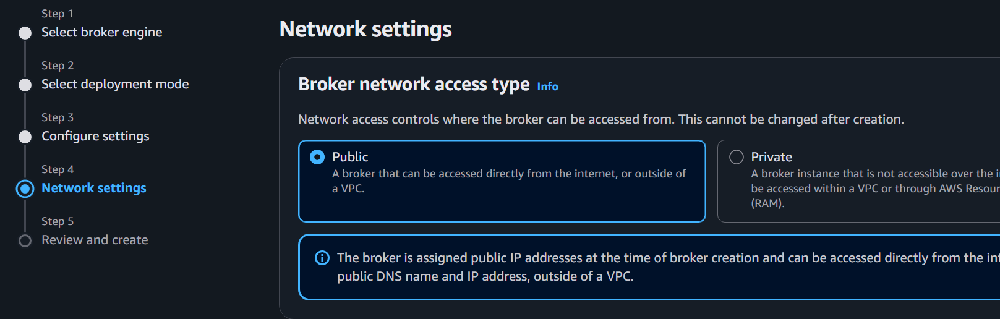 Step 1
Select broker engine
Step 2
Select deployment mode
Step 3
Configure settings
Step 4
Network settings
Step 5
Review and create
Network settings
Broker network access type Info
Network access controls where the broker can be accessed from. This cannot be changed after creation.
Public
A broker that can be accessed directly from the internet, or outside of
a VPC.
Private
A broker instance that is not accessible over the
be accessed within a VPC or through AWS
(RAM).
The broker is assigned public IP addresses at the time of broker creation and can be accessed directly from the
public DNS name and IP address, outside of a VPC.